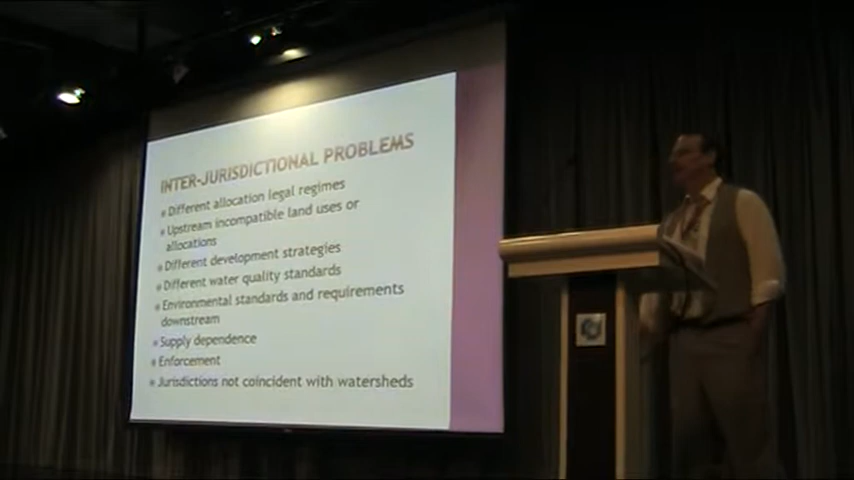 INTER-JURISDICTIONAL PROBLEMS
Different allocation legal regimes
Upstream incompatible land uses or
allocations
Different development strategies
Different water quality standards
Environmental standards and requirements
downstream
Supply dependence
Enforcement
Jurisdictions not coincident with watersheds